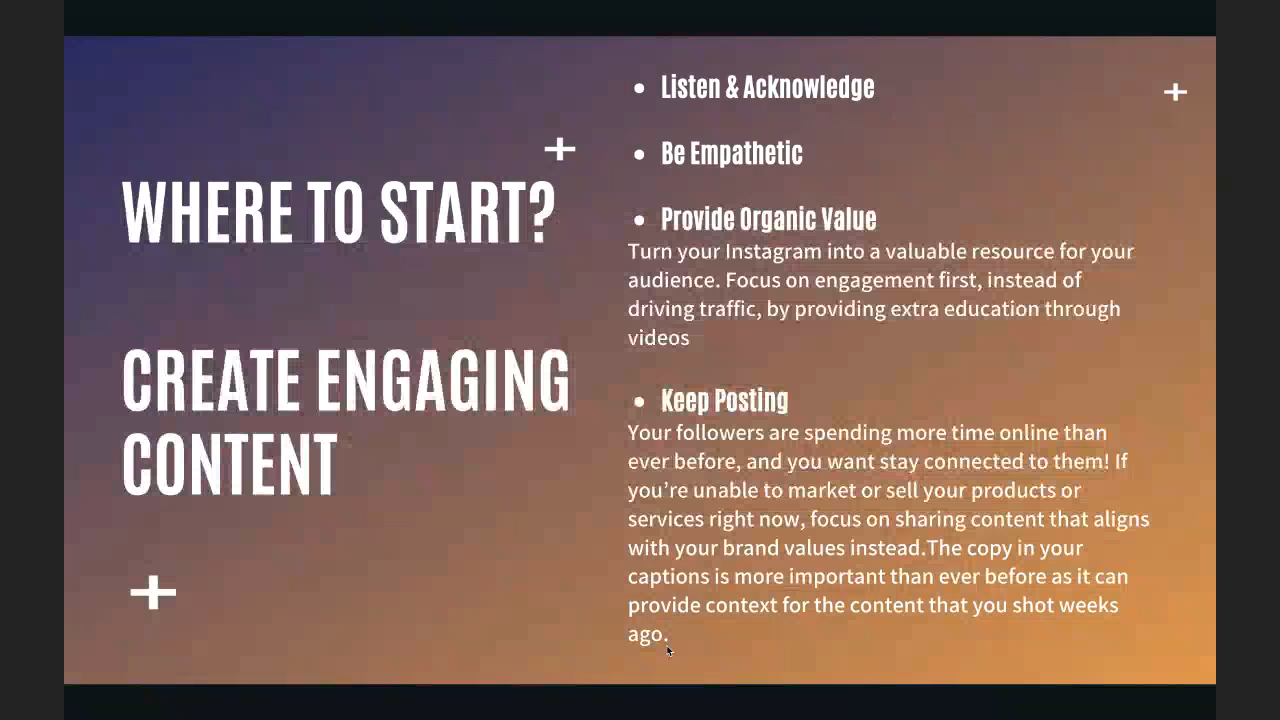 WHERE TO START?
CREATE ENGAGING
CONTENT
• Listen & Acknowledge
• Be Empathetic
• Provide Organic Value
Turn your Instagram into a valuable resource for your
audience. Focus on engagement first, instead of
driving traffic, by providing extra education through
videos
• Keep Posting
Your followers are spending more time online than
ever before, and you want stay connected to them! If
you're unable to market or sell your products or
services right now, focus on sharing content that aligns
with your brand values instead.The copy in your
captions is more important than ever before as it can
provide context for the content that you shot weeks
ago.